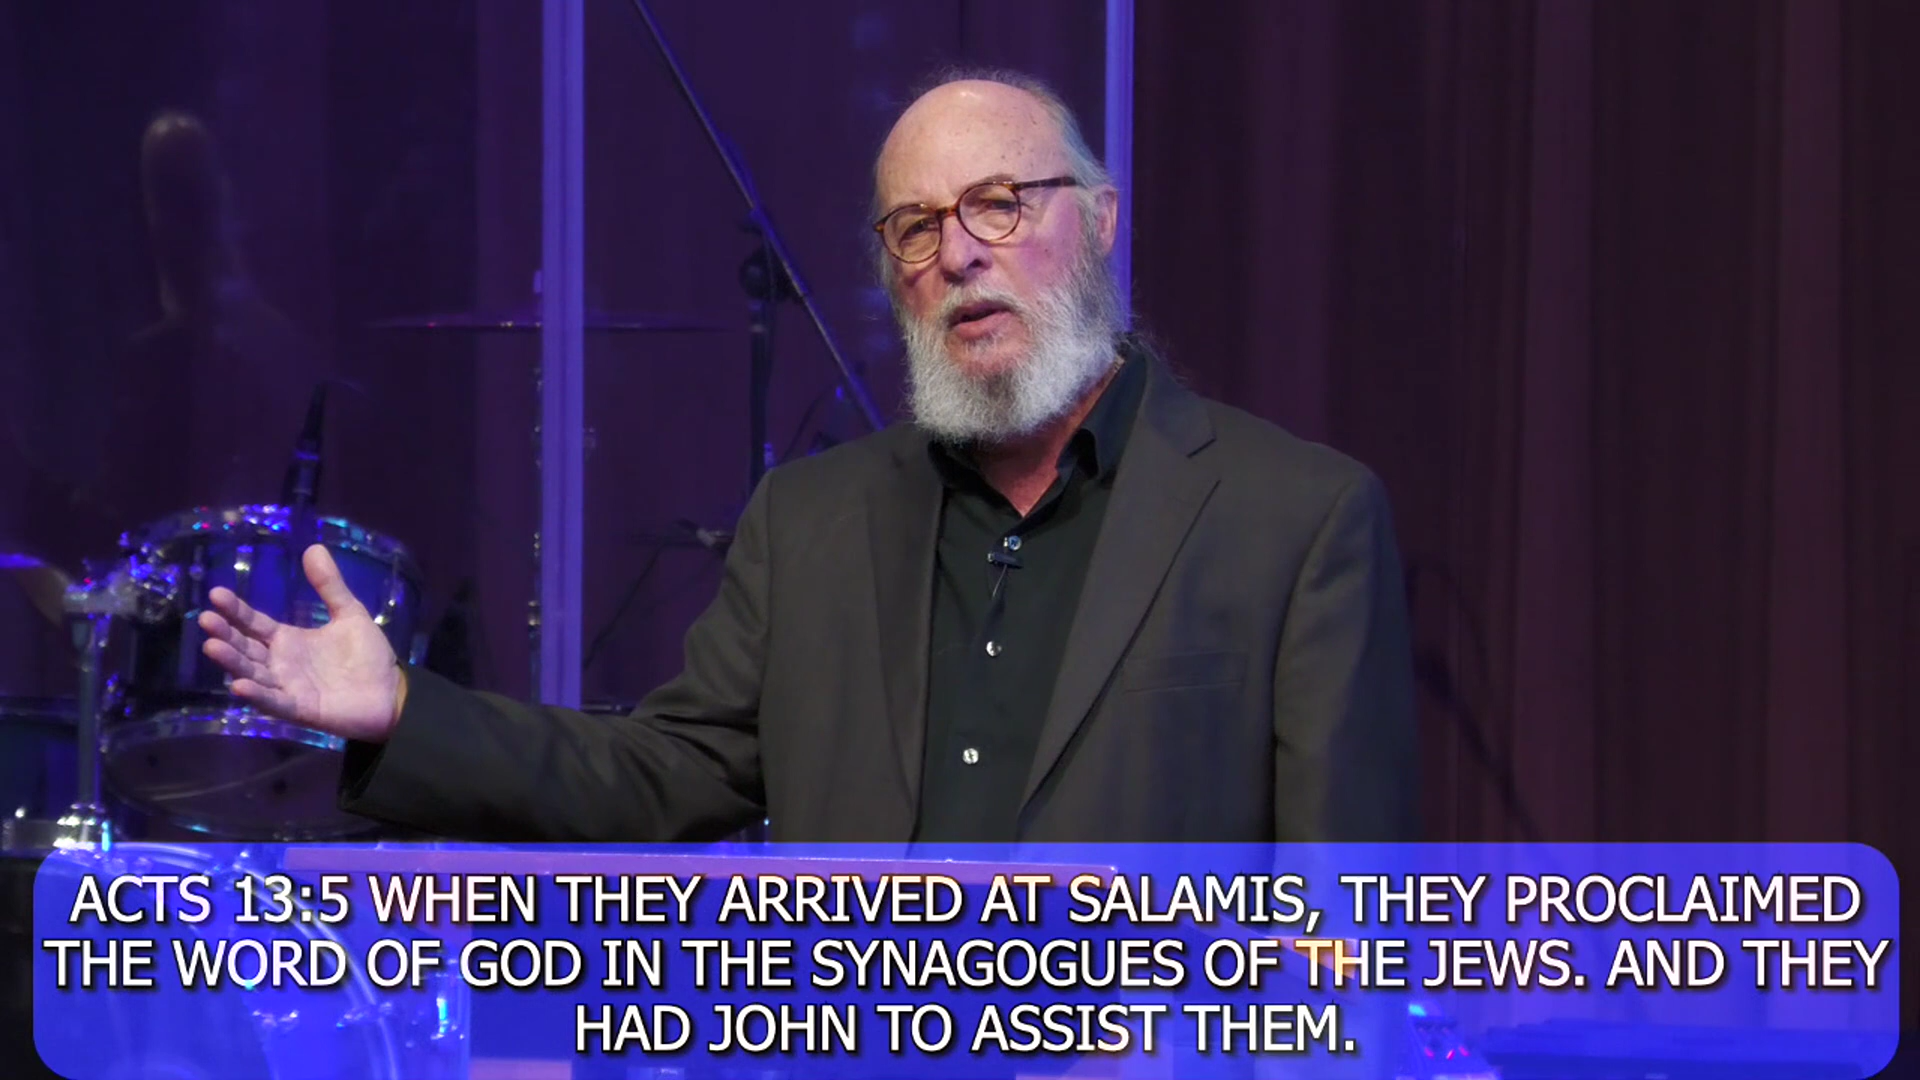 ACTS 13:5 WHEN THEY ARRIVED AT SALAMIS, THEY PROCLAIMED
THE WORD OF GOD IN THE SYNAGOGUES OF THE JEWS. AND THEY
HAD JOHN TO ASSIST THEM.